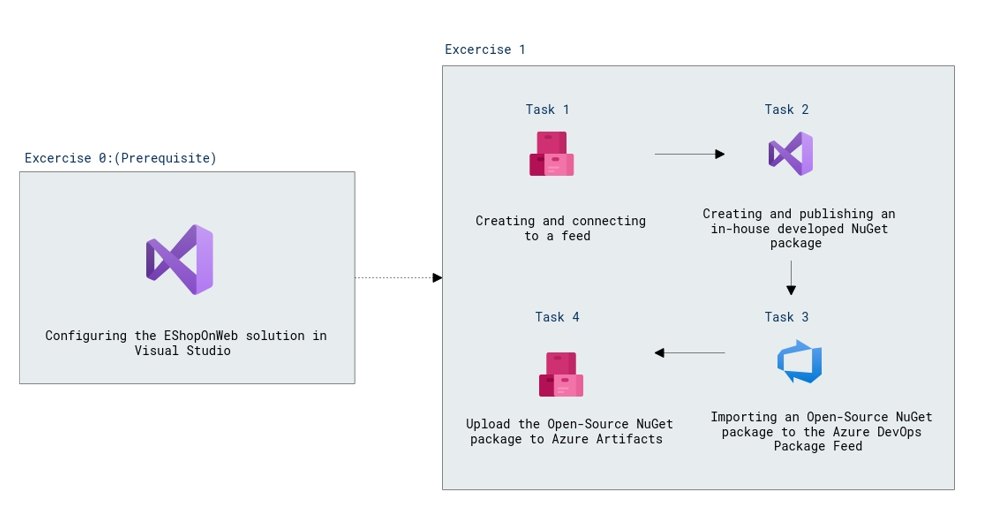 Excercise 0:(Prerequisite)
Configuring the EShopOnWeb solution in
Visual Studio
Excercise 1
Task 1
Creating and connecting
to a feed
Task 2
Creating and publishing an
in-house developed NuGet
package
Task 3
Importing an Open-Source NuGet
package to the Azure DevOps
Package Feed
Task 4
Upload the Open-Source NuGet
package to Azure Artifacts